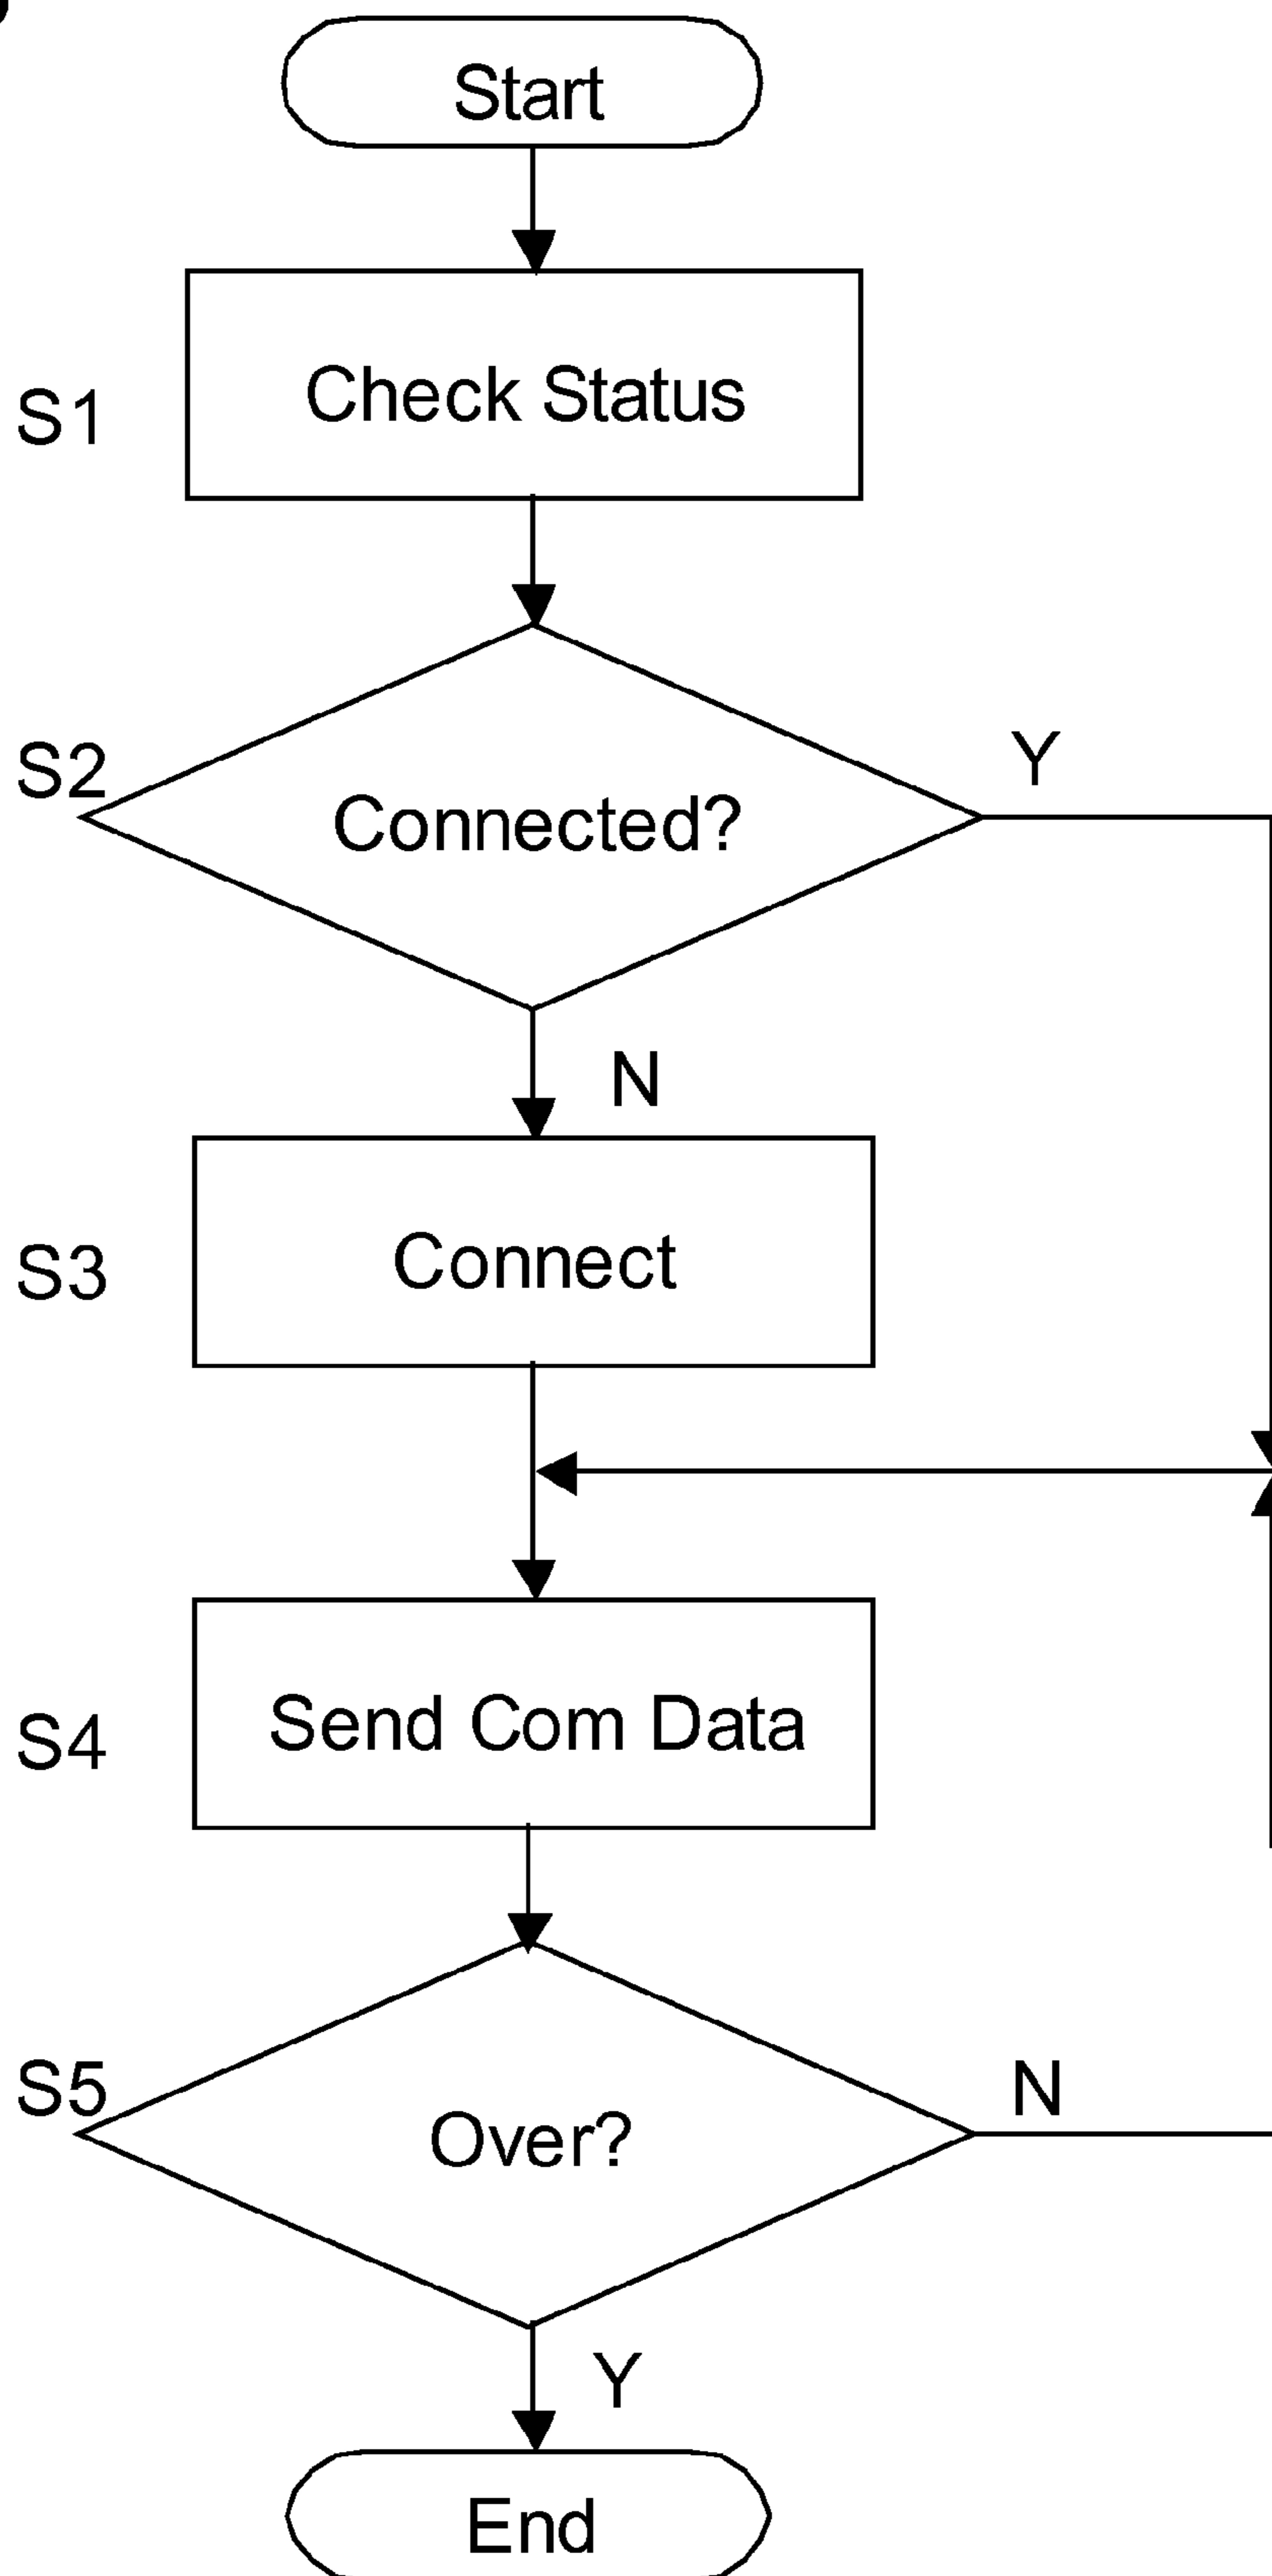 Start
S1
Check Status
S2
Connected?
Y
N
S3
Connect
S4
Send Com Data
S5
Over?
N
Y
End